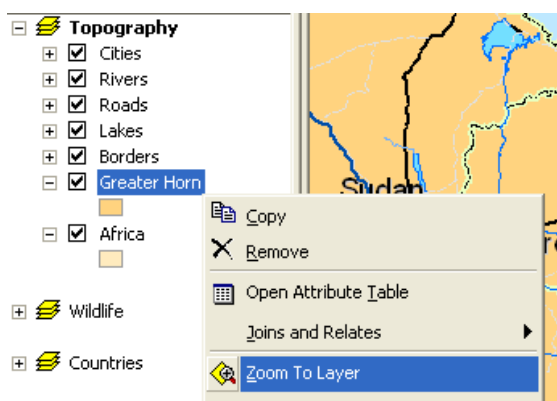 Topography
Cities
Rivers
Roads
Lakes
Borders
Greater Horn
Africa
Wildlife
Countries
Sudan
Copy
Remove
Open Attribute Table
Joins and Relates
Zoom To Layer